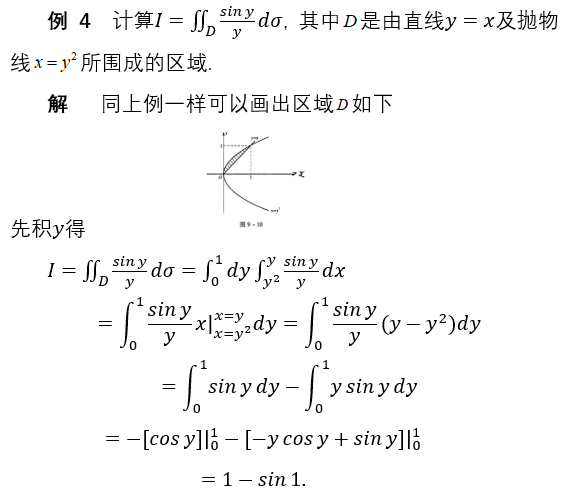 例 4 计算I = ∬_D (sin y)/y dσ, 其中D是由直线y = x及抛物
线x = y²所围成的区域.
解 同上例一样可以画出区域D如下
y
y=x
1
O 1 x
x=y²
图 9-10
先积y得
I = ∬_D (sin y)/y dσ = ∫_0^1 dy ∫_{y²}^{y} (sin y)/y dx
= ∫_0^1 (sin y)/y x|_{x=y²}^{x=y} dy = ∫_0^1 (sin y)/y (y − y²)dy
= ∫_0^1 sin y dy − ∫_0^1 y sin y dy
= −[cos y]|_0^1 − [−y cos y + sin y]|_0^1
= 1 − sin 1.